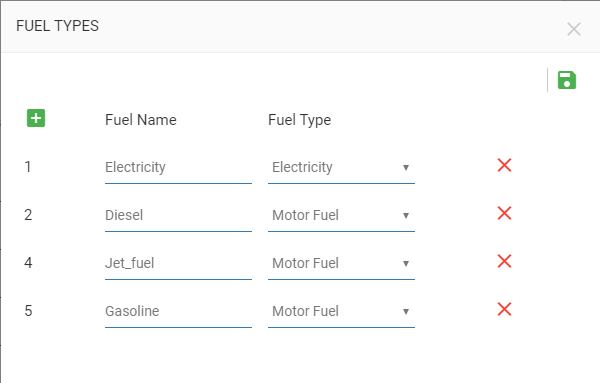 FUEL TYPES
Fuel Name Fuel Type
1 Electricity Electricity
2 Diesel Motor Fuel
4 Jet_fuel Motor Fuel
5 Gasoline Motor Fuel